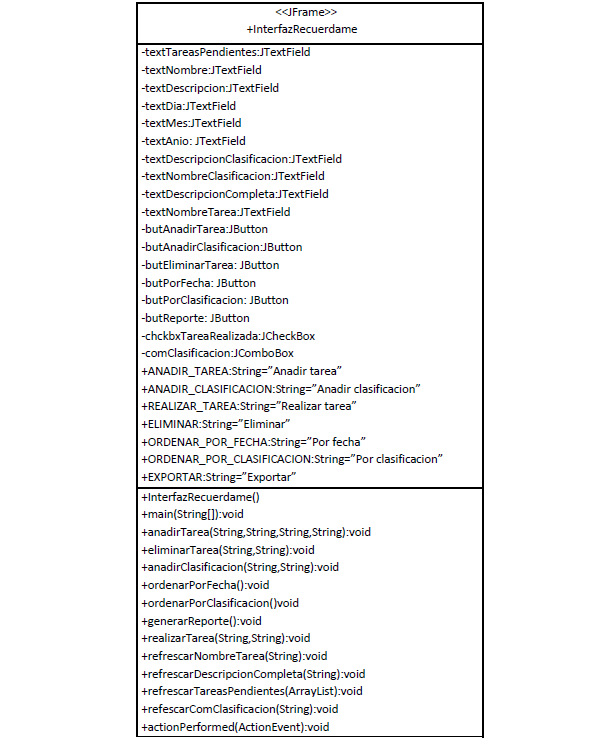 <<JFrame>>
+InterfazRecuerdame
-textTareasPendientes:JTextField
-textNombre:JTextField
-textDescripcion:JTextField
-textDia:JTextField
-textMes:JTextField
-textAnio: JTextField
-textDescripcionClasificacion:JTextField
-textNombreClasificacion:JTextField
-textDescripcionCompleta:JTextField
-textNombreTarea:JTextField
-butAnadirTarea:JButton
-butAnadirClasificacion:JButton
-butEliminarTarea: JButton
-butPorFecha: JButton
-butPorClasificacion: JButton
-butReporte: JButton
-chckbxTareaRealizada:JCheckBox
-comClasificacion:JComboBox
+ANADIR_TAREA:String=”Anadir tarea”
+ANADIR_CLASIFICACION:String=”Anadir clasificacion”
+REALIZAR_TAREA:String=”Realizar tarea”
+ELIMINAR:String=”Eliminar”
+ORDENAR_POR_FECHA:String=”Por fecha”
+ORDENAR_POR_CLASIFICACION:String=”Por clasificacion”
+EXPORTAR:String=”Exportar”
+InterfazRecuerdame()
+main(String[]):void
+anadirTarea(String,String,String,String):void
+eliminarTarea(String,String):void
+anadirClasificacion(String,String):void
+ordenarPorFecha():void
+ordenarPorClasificacion()void
+generarReporte():void
+realizarTarea(String,String):void
+refrescarNombreTarea(String):void
+refrescarDescripcionCompleta(String):void
+refrescarTareasPendientes(ArrayList):void
+refescarComClasificacion(String):void
+actionPerformed(ActionEvent):void